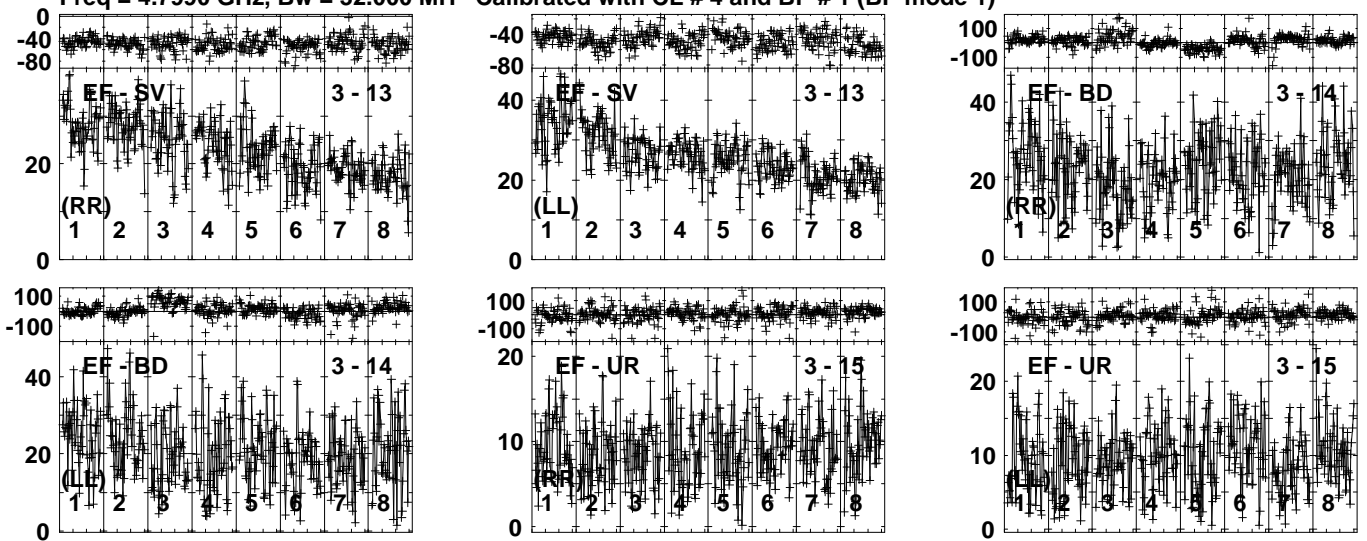 Freq = 4.7990 GHz, Bw = 32.000 MH Calibrated with CL # 4 and BP # 1 (BP mode 1)
0
-40
-80
EF - SV 3 - 13
20
(RR)
1 2 3 4 5 6 7 8
0
-40
-80
EF - SV 3 - 13
40
20
(LL)
1 2 3 4 5 6 7 8
0
100
-100
EF - BD 3 - 14
40
20
(RR)
1 2 3 4 5 6 7 8
0
100
-100
EF - BD 3 - 14
40
20
(LL)
1 2 3 4 5 6 7 8
0
100
-100
EF - UR 3 - 15
20
10
(RR)
1 2 3 4 5 6 7 8
0
100
-100
EF - UR 3 - 15
20
10
(LL)
1 2 3 4 5 6 7 8
0